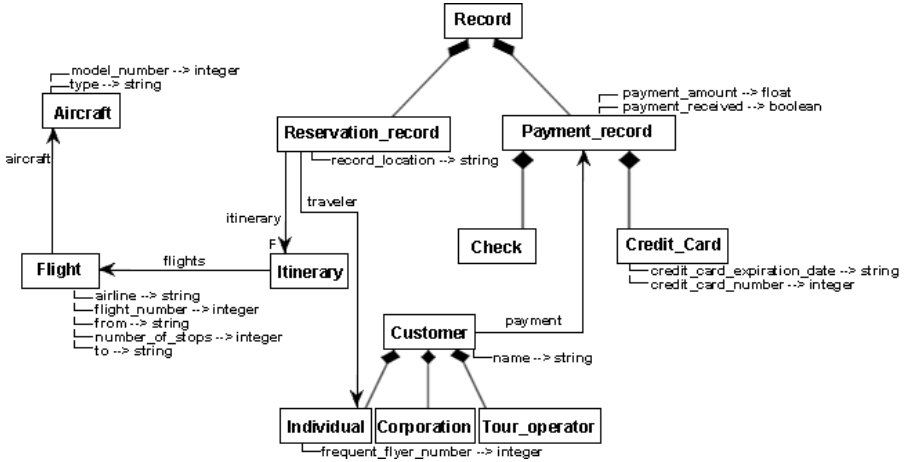 Record
model_number --> integer
type --> string
Aircraft
payment_amount --> float
payment_received --> boolean
Reservation_record
Payment_record
record_location --> string
aircraft
traveler
itinerary
F
Check
Credit_Card
Flight
flights
Itinerary
credit_card_expiration_date --> string
credit_card_number --> integer
airline --> string
flight_number --> integer
from --> string
number_of_stops --> integer
to --> string
Customer
payment
name --> string
Individual
Corporation
Tour_operator
frequent_flyer_number --> integer